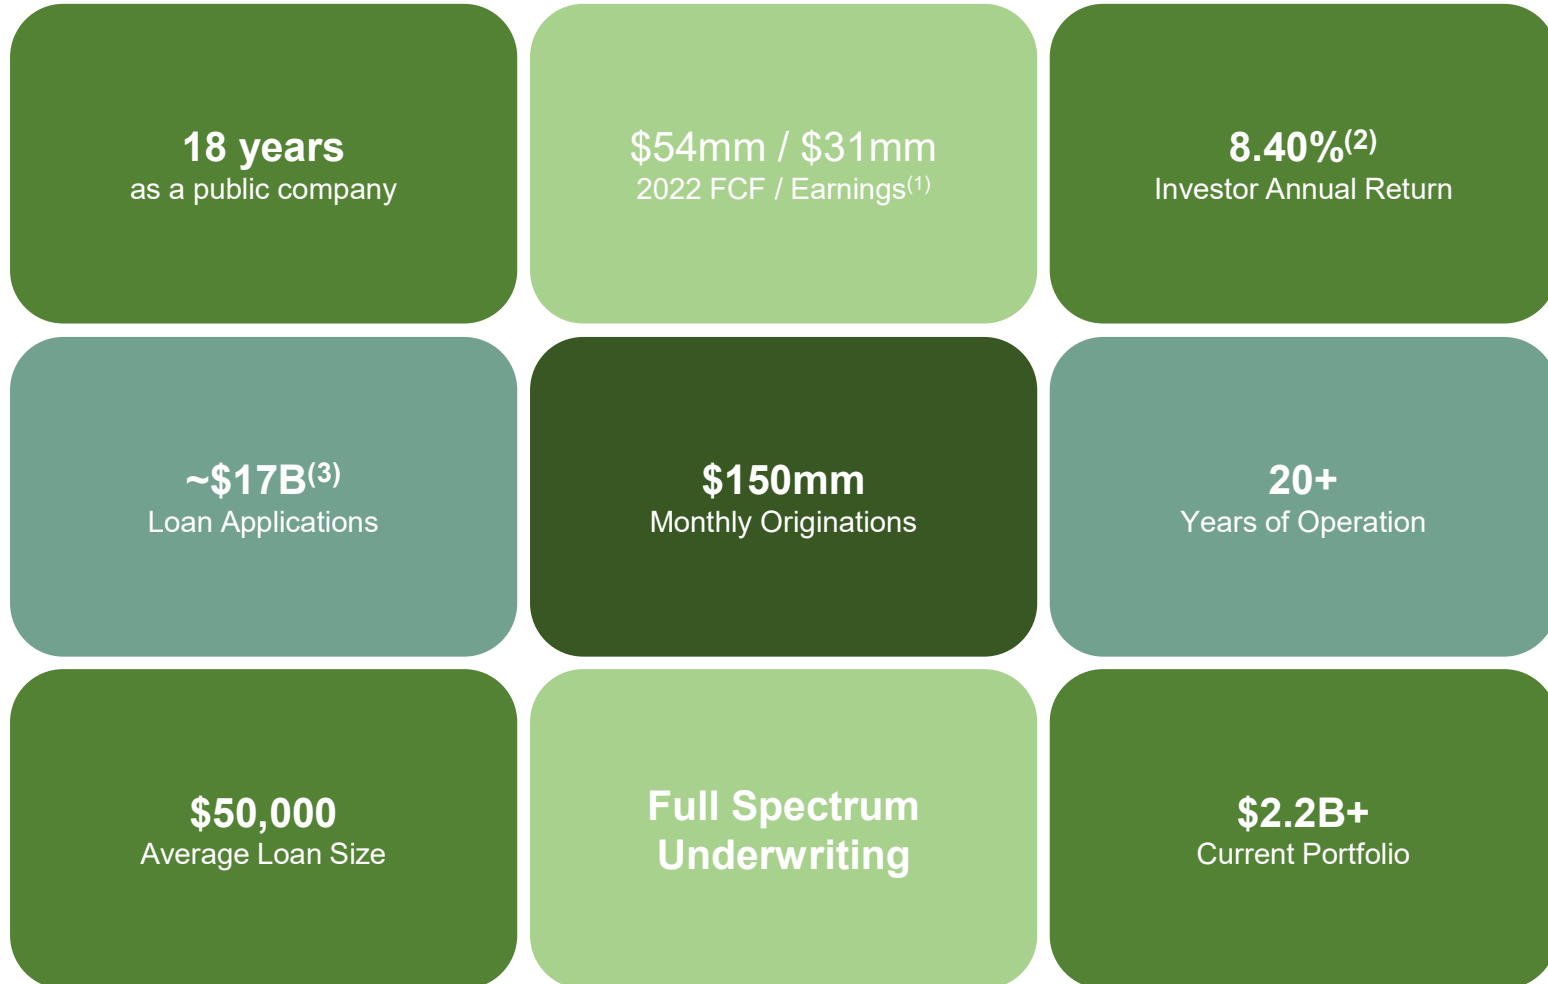 18 years
as a public company
$54mm / $31mm
2022 FCF / Earnings(1)
8.40%(2)
Investor Annual Return
~$17B(3)
Loan Applications
$150mm
Monthly Originations
20+
Years of Operation
$50,000
Average Loan Size
Full Spectrum
Underwriting
$2.2B+
Current Portfolio